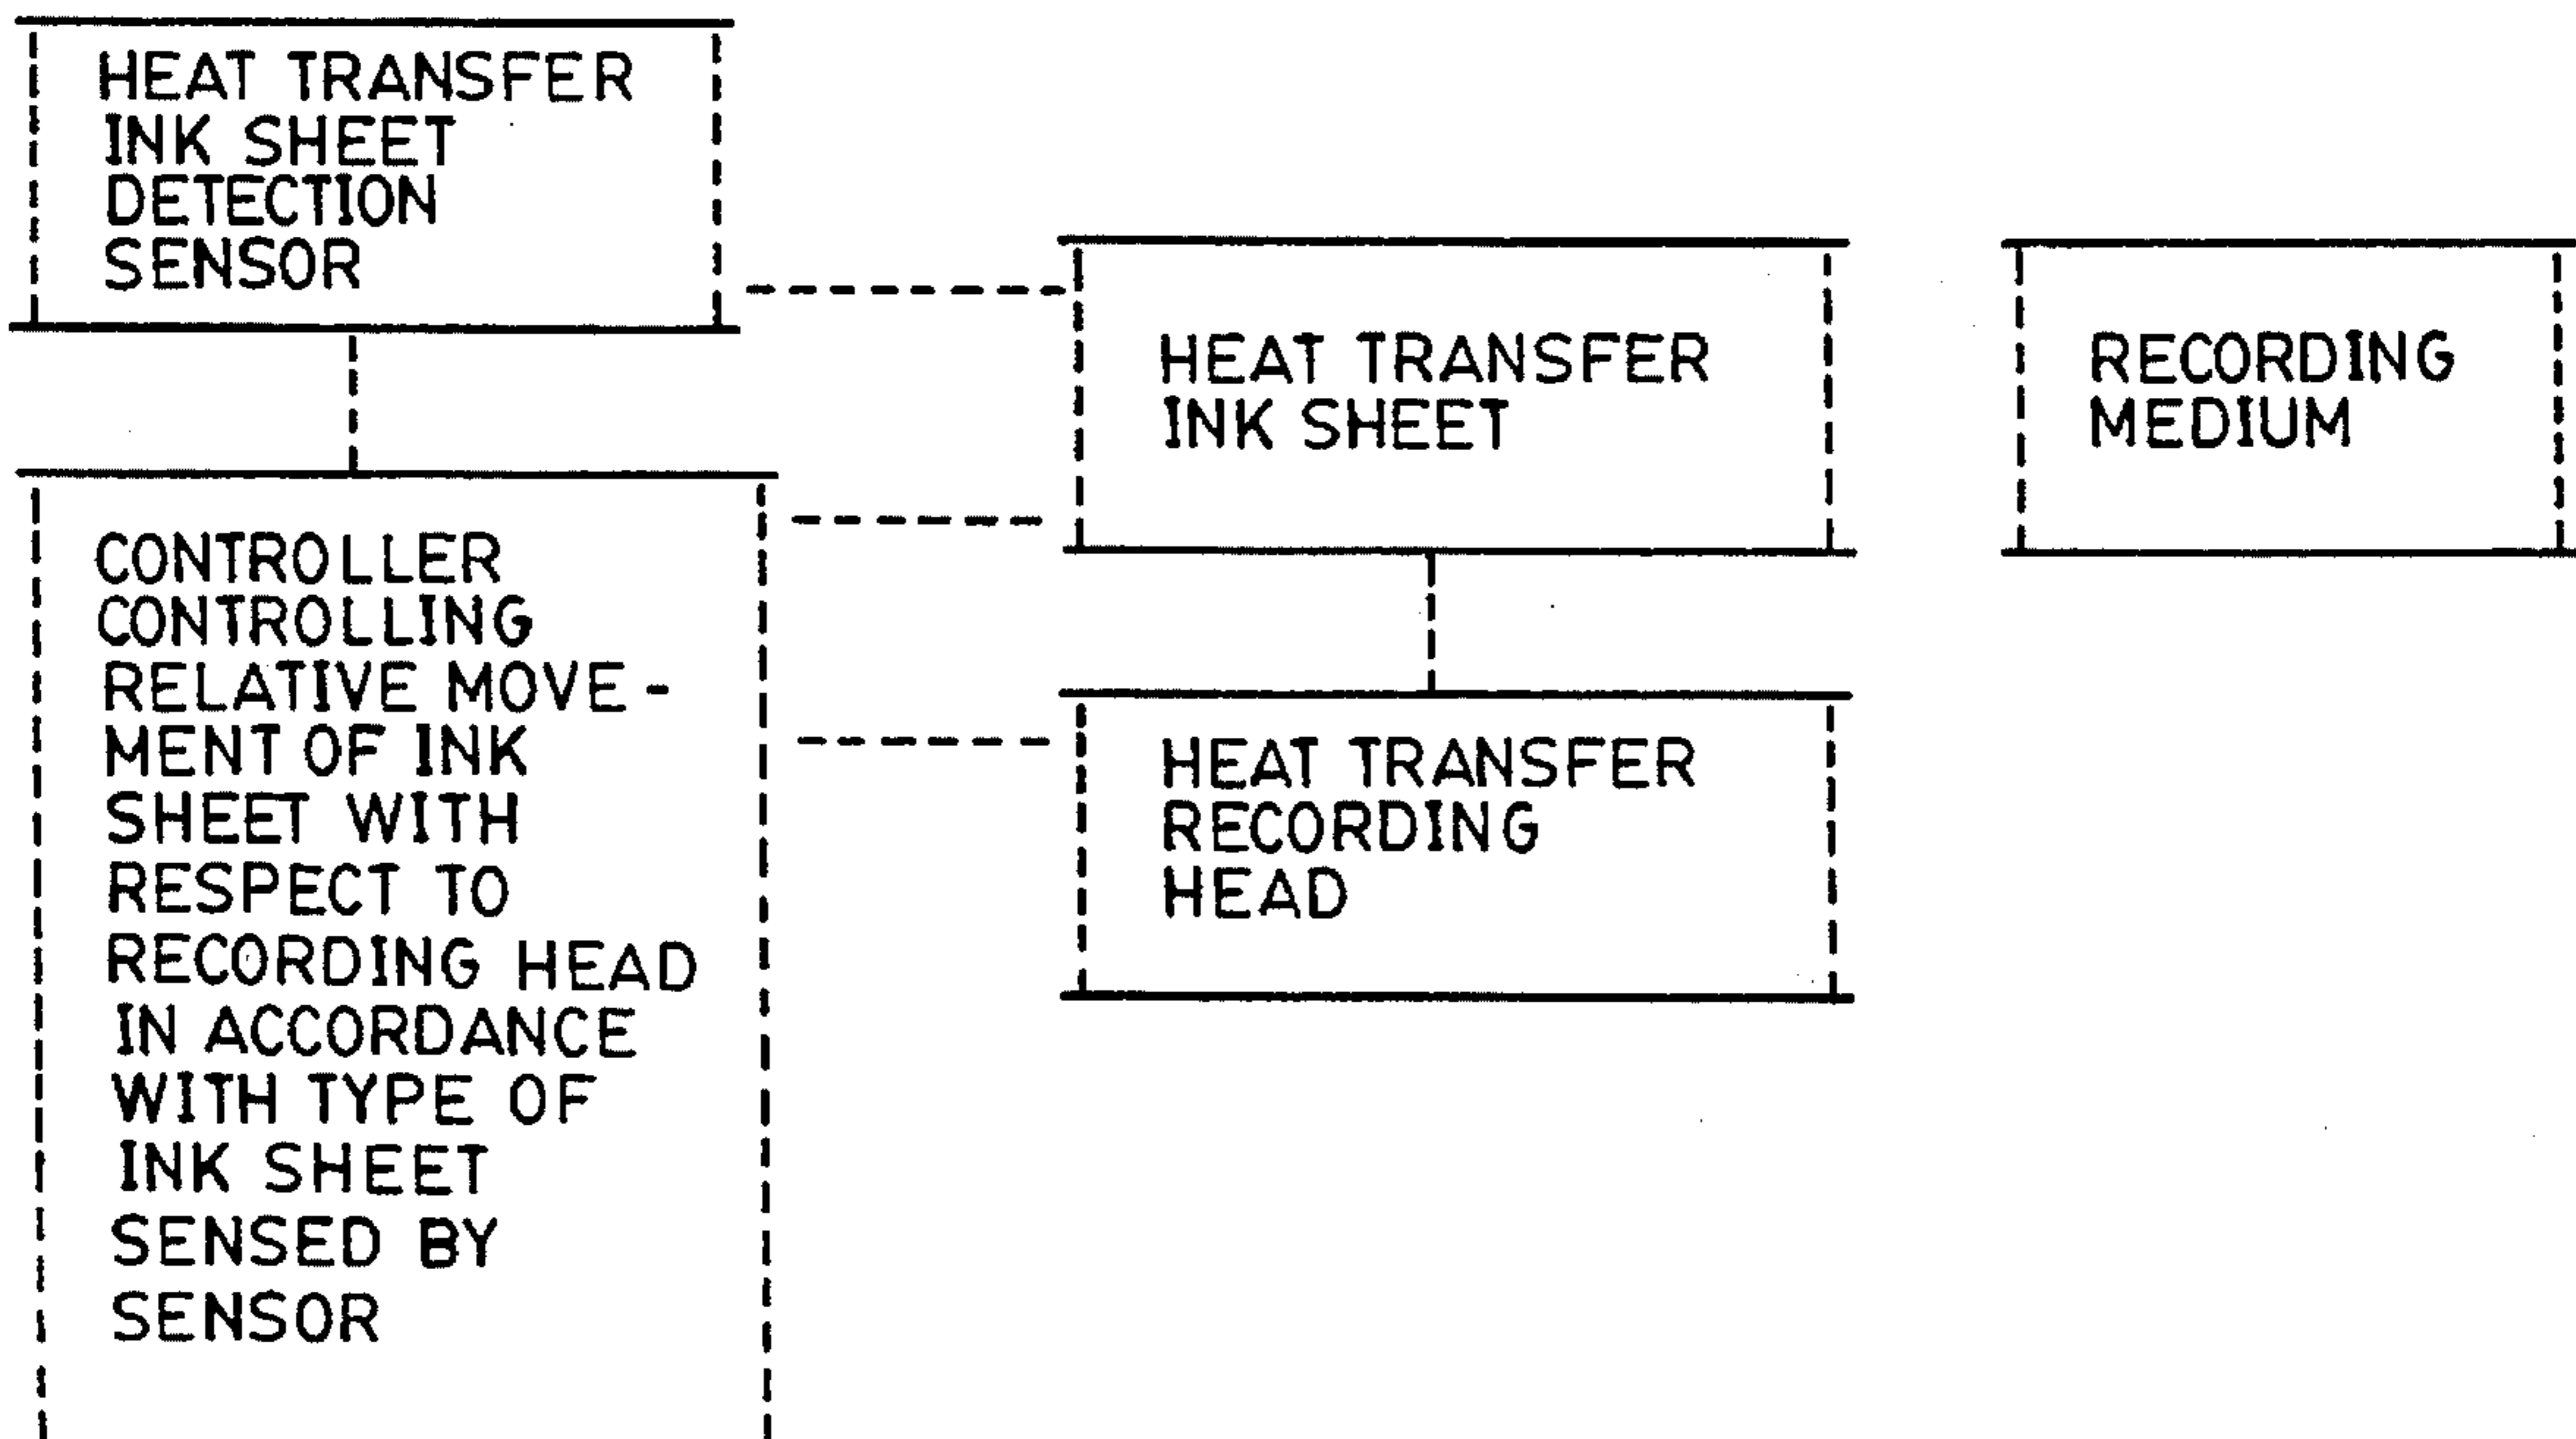 HEAT TRANSFER
INK SHEET
DETECTION
SENSOR
HEAT TRANSFER
INK SHEET
RECORDING
MEDIUM
CONTROLLER
CONTROLLING
RELATIVE MOVE-
MENT OF INK
SHEET WITH
RESPECT TO
RECORDING HEAD
IN ACCORDANCE
WITH TYPE OF
INK SHEET
SENSED BY
SENSOR
HEAT TRANSFER
RECORDING
HEAD